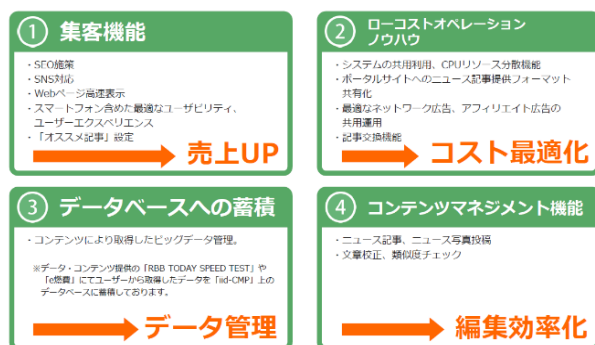 ① 集客機能
・SEO施策
・SNS対応
・Webページ高速表示
・スマートフォン含めた最適なユーザビリティ、
ユーザーエクスペリエンス
・「オススメ記事」設定
売上UP
② ローコストオペレーション
ノウハウ
・システムの共用利用、CPUリソース分散機能
・ポータルサイトへのニュース記事提供フォーマット
共有化
・最適なネットワーク広告、アフィリエイト広告の
共用運用
・記事交換機能
コスト最適化
③ データベースへの蓄積
・コンテンツにより取得したビッグデータ管理。
※データ・コンテンツ提供の「RBB TODAY SPEED TEST」や
「e燃費」にてユーザーから取得したデータを「iid-CMP」上の
データベースに蓄積しております。
データ管理
④ コンテンツマネジメント機能
・ニュース記事、ニュース写真投稿
・文章校正、類似度チェック
編集効率化